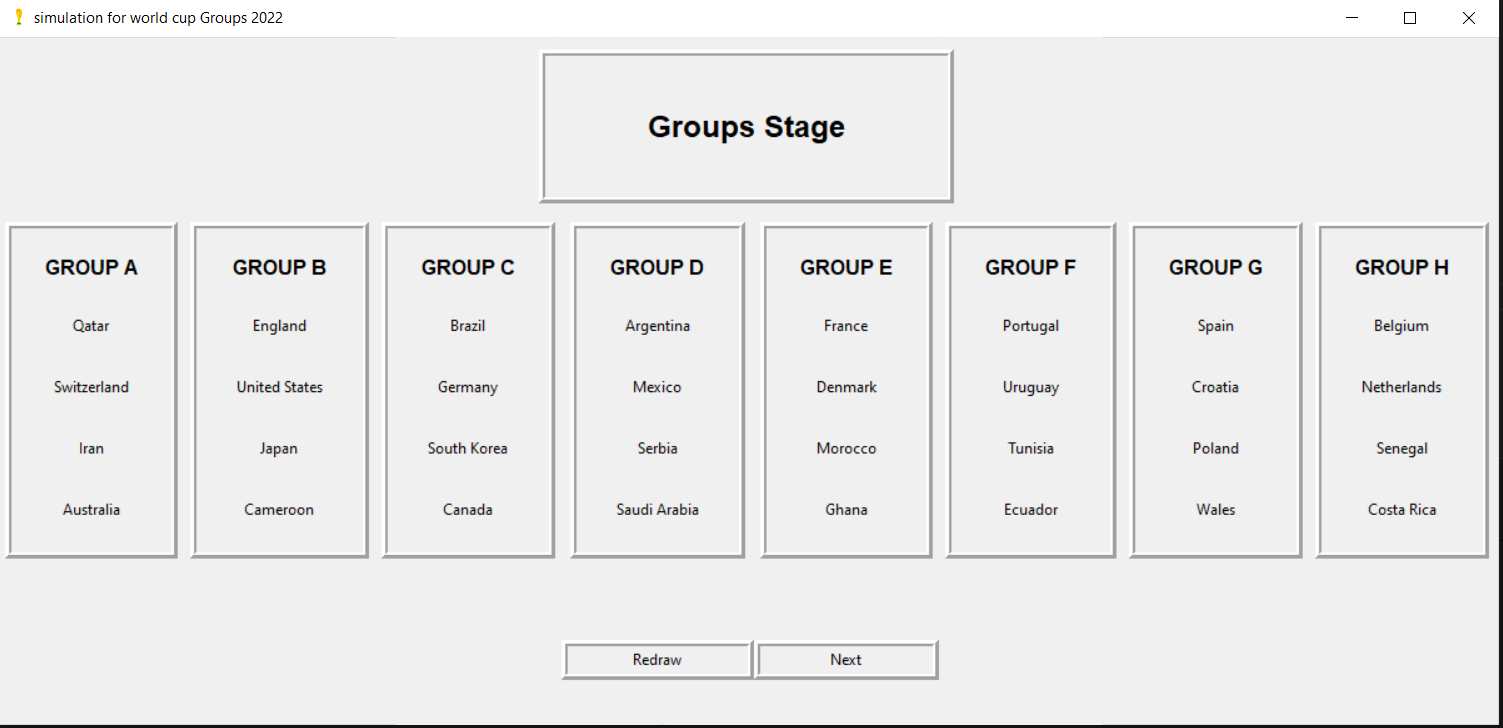 simulation for world cup Groups 2022
Groups Stage
GROUP A
Qatar
Switzerland
Iran
Australia
GROUP B
England
United States
Japan
Cameroon
GROUP C
Brazil
Germany
South Korea
Canada
GROUP D
Argentina
Mexico
Serbia
Saudi Arabia
GROUP E
France
Denmark
Morocco
Ghana
GROUP F
Portugal
Uruguay
Tunisia
Ecuador
GROUP G
Spain
Croatia
Poland
Wales
GROUP H
Belgium
Netherlands
Senegal
Costa Rica
Redraw
Next